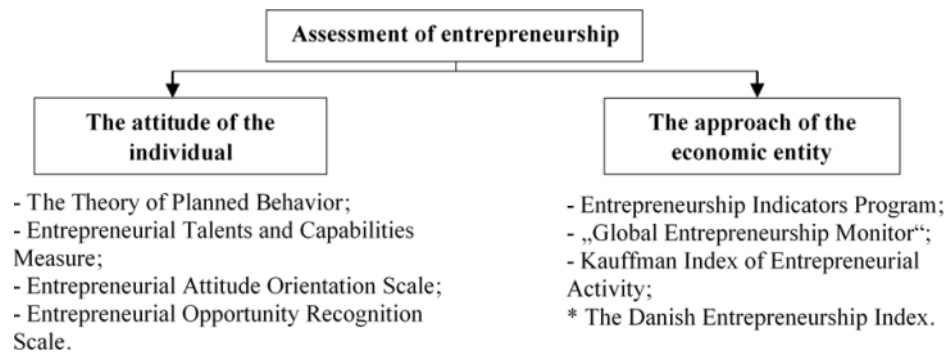 Assessment of entrepreneurship
The attitude of the
individual
- The Theory of Planned Behavior;
- Entrepreneurial Talents and Capabilities
Measure;
- Entrepreneurial Attitude Orientation Scale;
- Entrepreneurial Opportunity Recognition
Scale.
The approach of the
economic entity
- Entrepreneurship Indicators Program;
- „Global Entrepreneurship Monitor“;
- Kauffman Index of Entrepreneurial
Activity;
* The Danish Entrepreneurship Index.